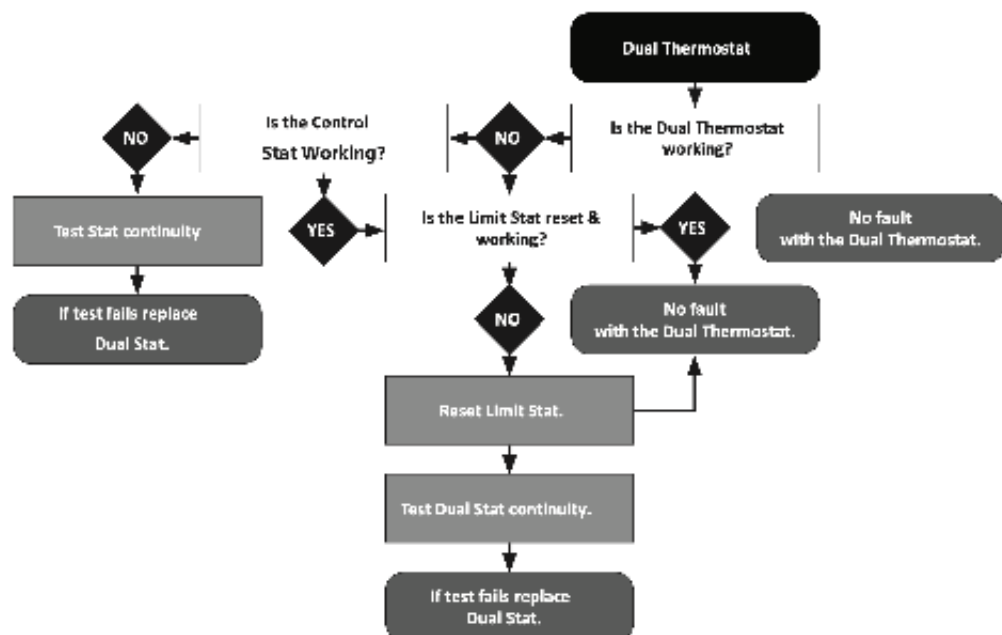 Dual Thermostat
NO
Is the Control
Stat Working?
NO
Is the Dual Thermostat
working?
Test Stat continuity
YES
Is the Limit Stat reset &
working?
YES
No fault
with the Dual Thermostat.
If test fails replace
Dual Stat.
NO
No fault
with the Dual Thermostat.
Reset Limit Stat.
Test Dual Stat continuity.
If test fails replace
Dual Stat.